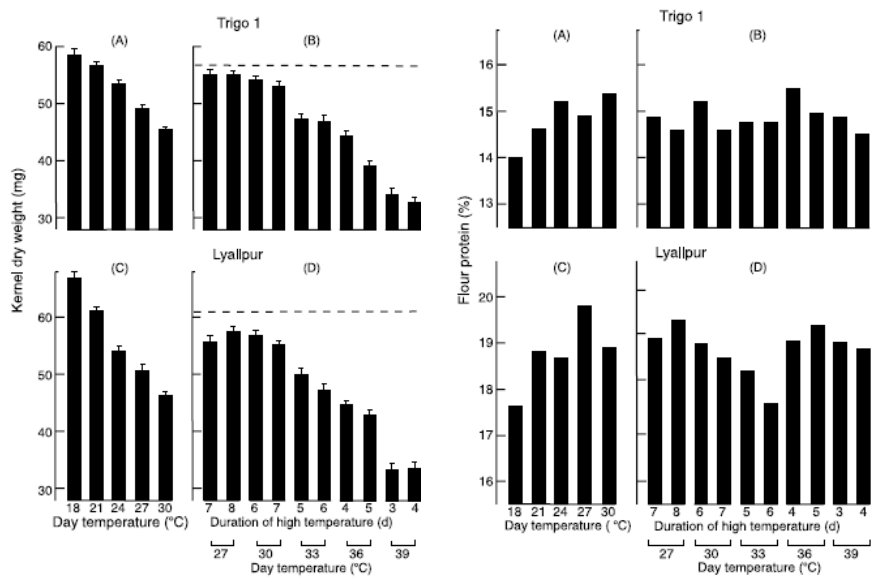 Trigo 1
(A) (B)
60
50
40
30
Kernel dry weight (mg)
Lyallpur
(C) (D)
60
50
40
30
18 21 24 27 30 7 8 6 7 5 6 4 5 3 4
Day temperature (°C) Duration of high temperature (d)
27 30 33 36 39
Day temperature (°C)
Trigo 1
(A) (B)
16
15
14
13
Flour protein (%)
Lyallpur
(C) (D)
20
19
18
17
16
18 21 24 27 30 7 8 6 7 5 6 4 5 3 4
Day temperature ( °C) Duration of high temperature (d)
27 30 33 36 39
Day temperature (°C)